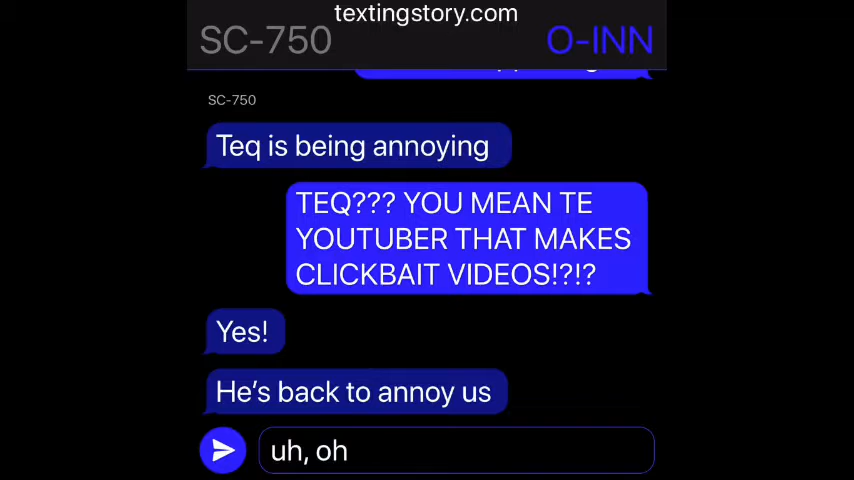 textingstory.com
SC-750
O-INN
SC-750
Teq is being annoying
TEQ??? YOU MEAN TE
YOUTUBER THAT MAKES
CLICKBAIT VIDEOS!?!?
Yes!
He’s back to annoy us
uh, oh